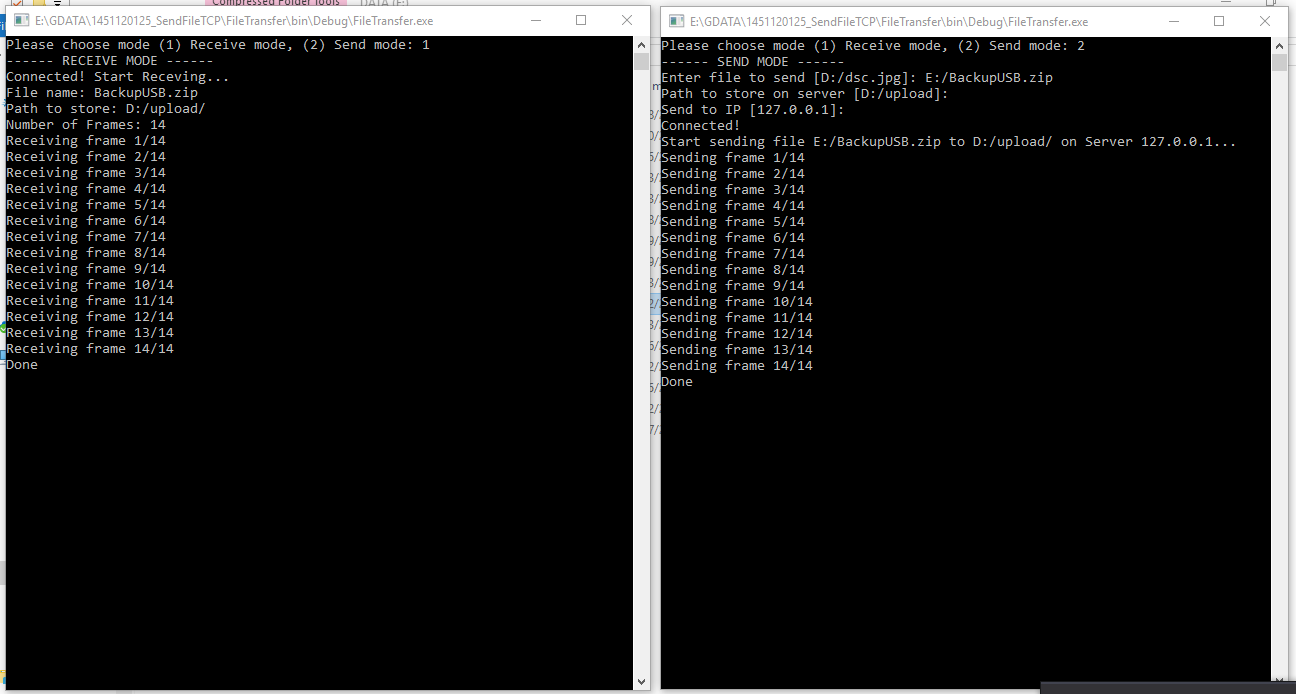 Compressed Folder Tools
DATA (E:)
E:\GDATA\1451120125_SendFileTCP\FileTransfer\bin\Debug\FileTransfer.exe
Please choose mode (1) Receive mode, (2) Send mode: 1
------ RECEIVE MODE ------
Connected! Start Receving...
File name: BackupUSB.zip
Path to store: D:/upload/
Number of Frames: 14
Receiving frame 1/14
Receiving frame 2/14
Receiving frame 3/14
Receiving frame 4/14
Receiving frame 5/14
Receiving frame 6/14
Receiving frame 7/14
Receiving frame 8/14
Receiving frame 9/14
Receiving frame 10/14
Receiving frame 11/14
Receiving frame 12/14
Receiving frame 13/14
Receiving frame 14/14
Done
E:\GDATA\1451120125_SendFileTCP\FileTransfer\bin\Debug\FileTransfer.exe
Please choose mode (1) Receive mode, (2) Send mode: 2
------ SEND MODE ------
Enter file to send [D:/dsc.jpg]: E:/BackupUSB.zip
Path to store on server [D:/upload]:
Send to IP [127.0.0.1]:
Connected!
Start sending file E:/BackupUSB.zip to D:/upload/ on Server 127.0.0.1...
Sending frame 1/14
Sending frame 2/14
Sending frame 3/14
Sending frame 4/14
Sending frame 5/14
Sending frame 6/14
Sending frame 7/14
Sending frame 8/14
Sending frame 9/14
Sending frame 10/14
Sending frame 11/14
Sending frame 12/14
Sending frame 13/14
Sending frame 14/14
Done